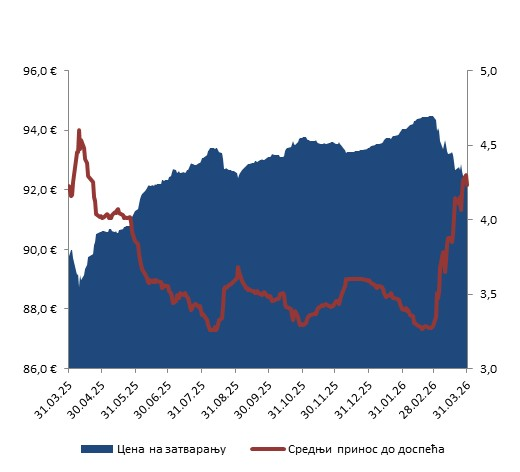 96,0 € 5,0
94,0 € 4,5
92,0 € 4,0
90,0 €
88,0 € 3,5
86,0 € 3,0
31.03.25 30.04.25 31.05.25 30.06.25 31.07.25 31.08.25 30.09.25 31.10.25 30.11.25 31.12.25 31.01.26 28.02.26 31.03.26
Цена на затварању Средњи принос до доспећа